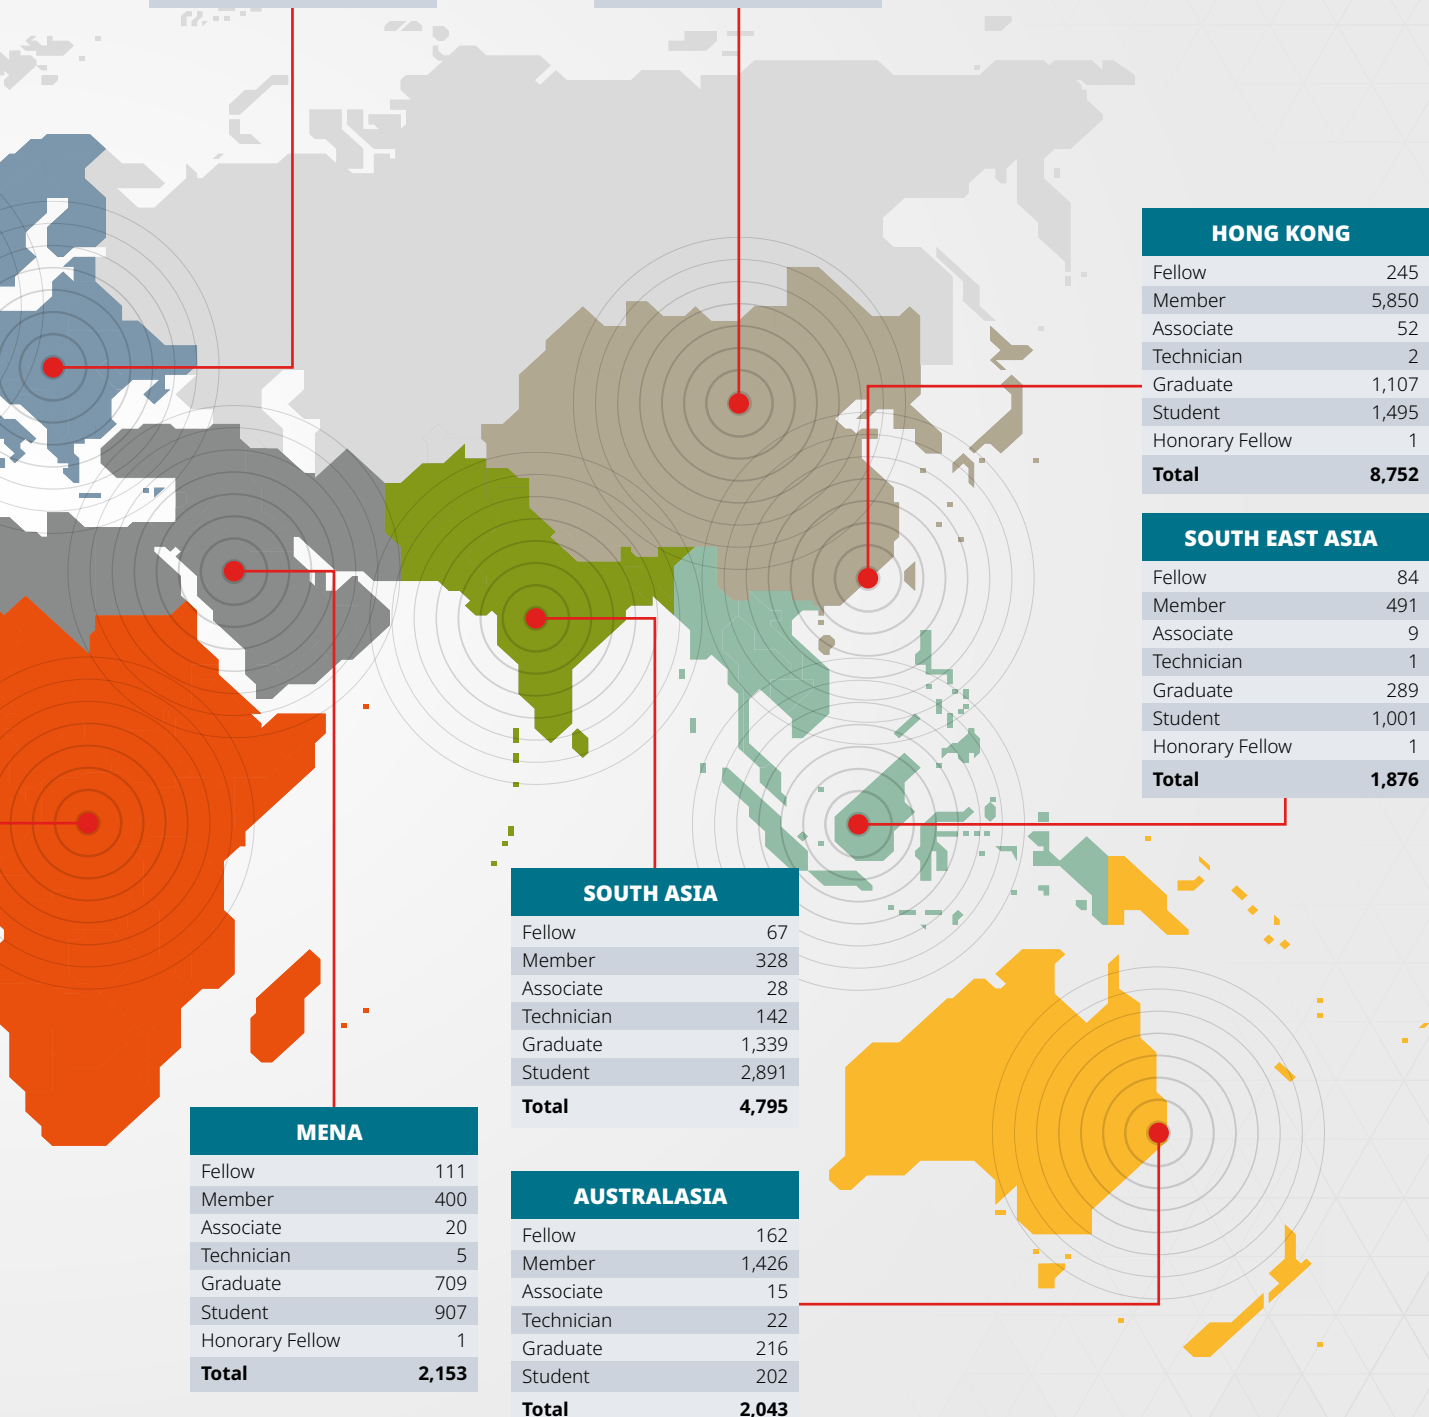 HONG KONG
Fellow 245
Member 5,850
Associate 52
Technician 2
Graduate 1,107
Student 1,495
Honorary Fellow 1
Total 8,752
SOUTH EAST ASIA
Fellow 84
Member 491
Associate 9
Technician 1
Graduate 289
Student 1,001
Honorary Fellow 1
Total 1,876
SOUTH ASIA
Fellow 67
Member 328
Associate 28
Technician 142
Graduate 1,339
Student 2,891
Total 4,795
MENA
Fellow 111
Member 400
Associate 20
Technician 5
Graduate 709
Student 907
Honorary Fellow 1
Total 2,153
AUSTRALASIA
Fellow 162
Member 1,426
Associate 15
Technician 22
Graduate 216
Student 202
Total 2,043